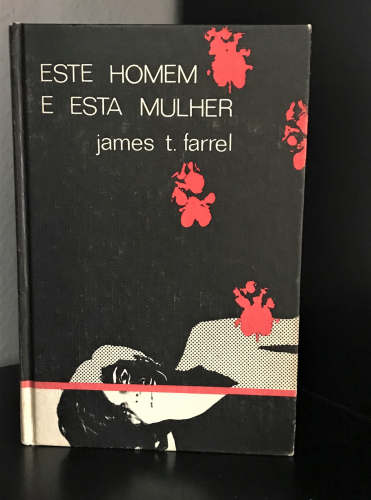 ESTE HOMEM
E ESTA MULHER
james t. farrel